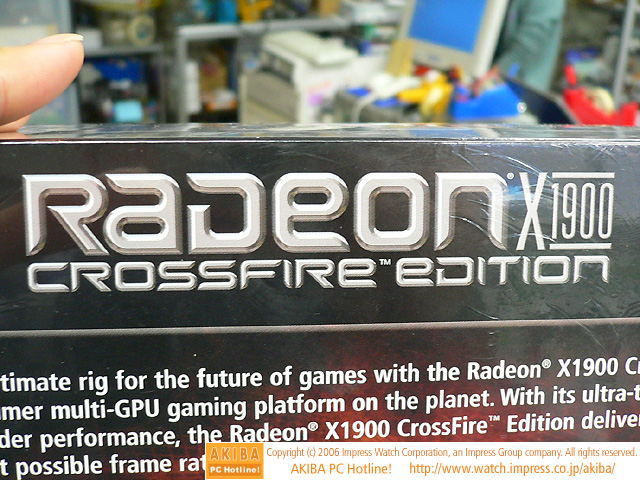 RADEON® X1900
CROSSFIRE™ EDITION
timate rig for the future of games with the Radeon® X1900 C
mer multi-GPU gaming platform on the planet. With its ultra-t
der performance, the Radeon® X1900 CrossFire™ Edition deliver
t possible frame rat
AKIBA
PC Hotline!
Copyright (c) 2006 Impress Watch Corporation, an Impress Group company. All rights reserved.
AKIBA PC Hotline! http://www.watch.impress.co.jp/akiba/